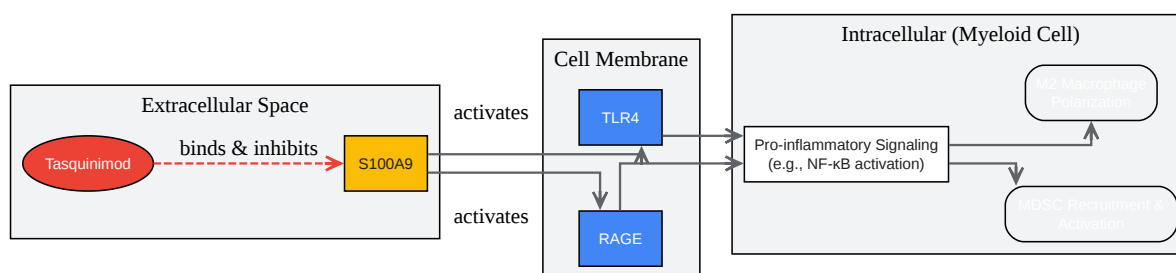 Intracellular (Myeloid Cell)
Cell Membrane
Extracellular Space
activates
TLR4
M2 Macrophage
Polarization
Tasquinimod
binds & inhibits
S100A9
Pro-inflammatory Signaling
(e.g., NF-κB activation)
activates
RAGE
MDSC Recruitment &
Activation